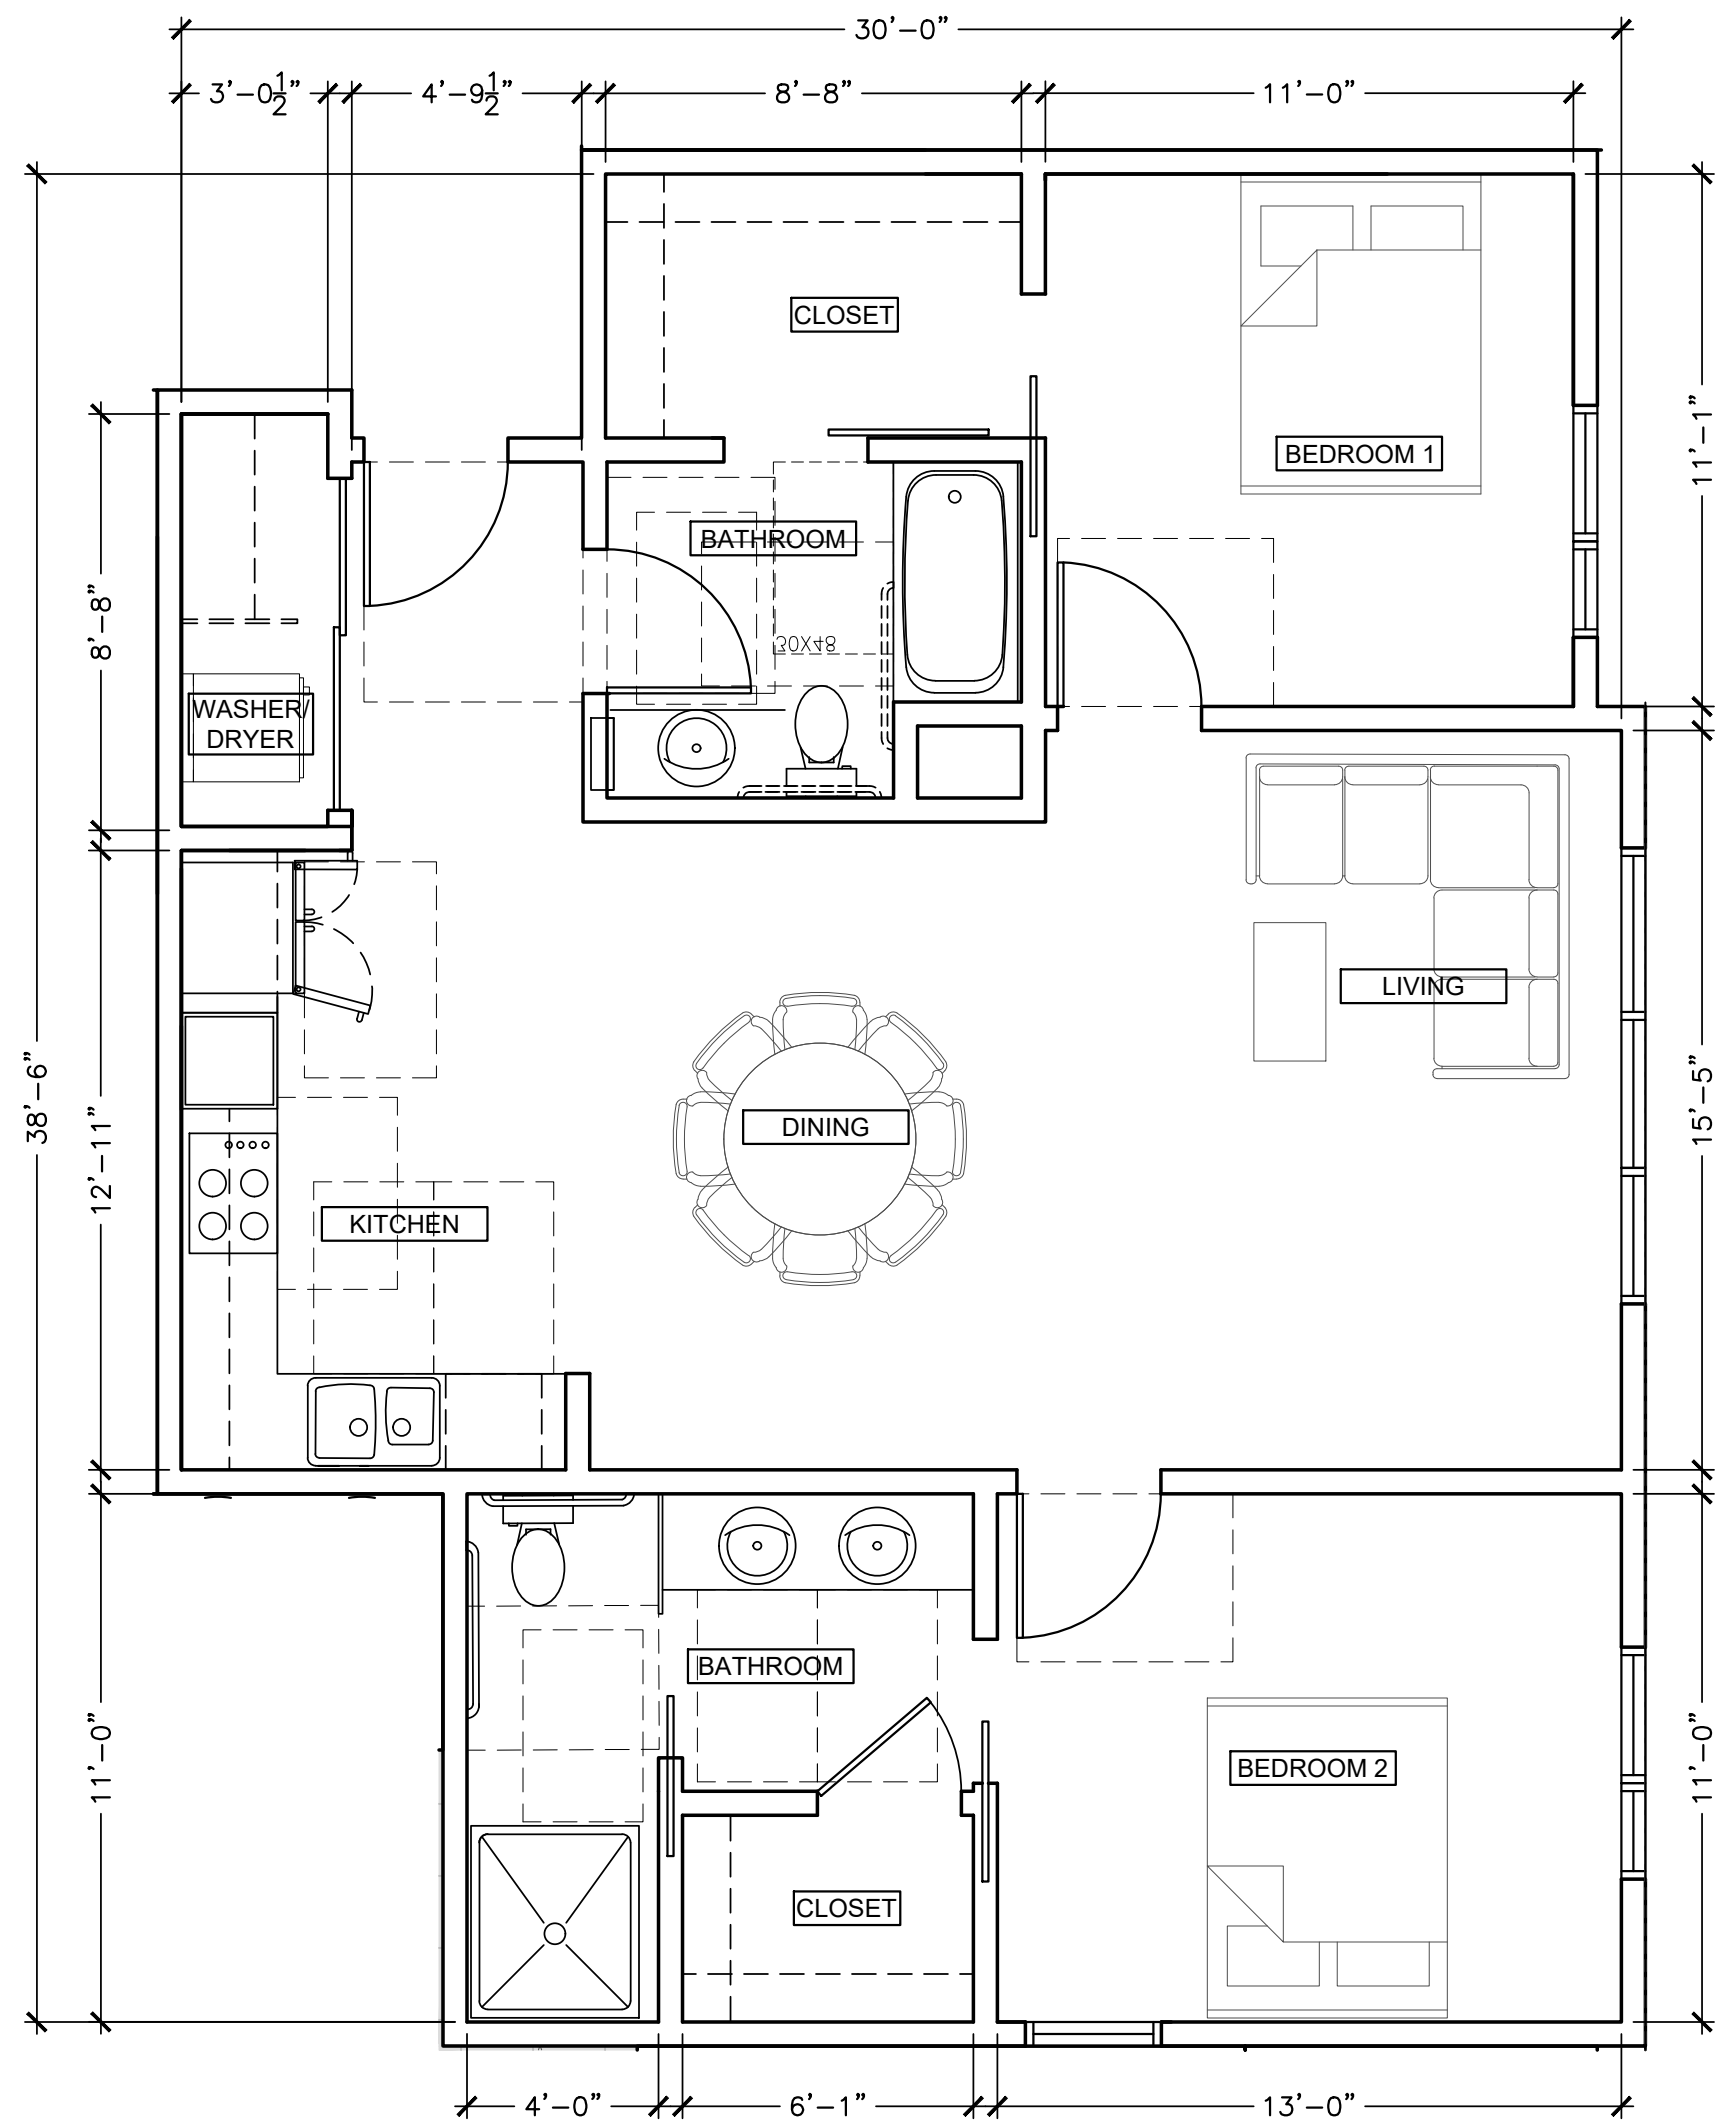 30'-0"
3'-0½"
4'-9½"
8'-8"
11'-0"
CLOSET
BEDROOM 1
11'-1"
BATHROOM
8'-8"
30X48
WASHER/
DRYER
LIVING
38'-6"
DINING
15'-5"
12'-11"
KITCHEN
BATHROOM
11'-0"
BEDROOM 2
11'-0"
CLOSET
4'-0"
6'-1"
13'-0"